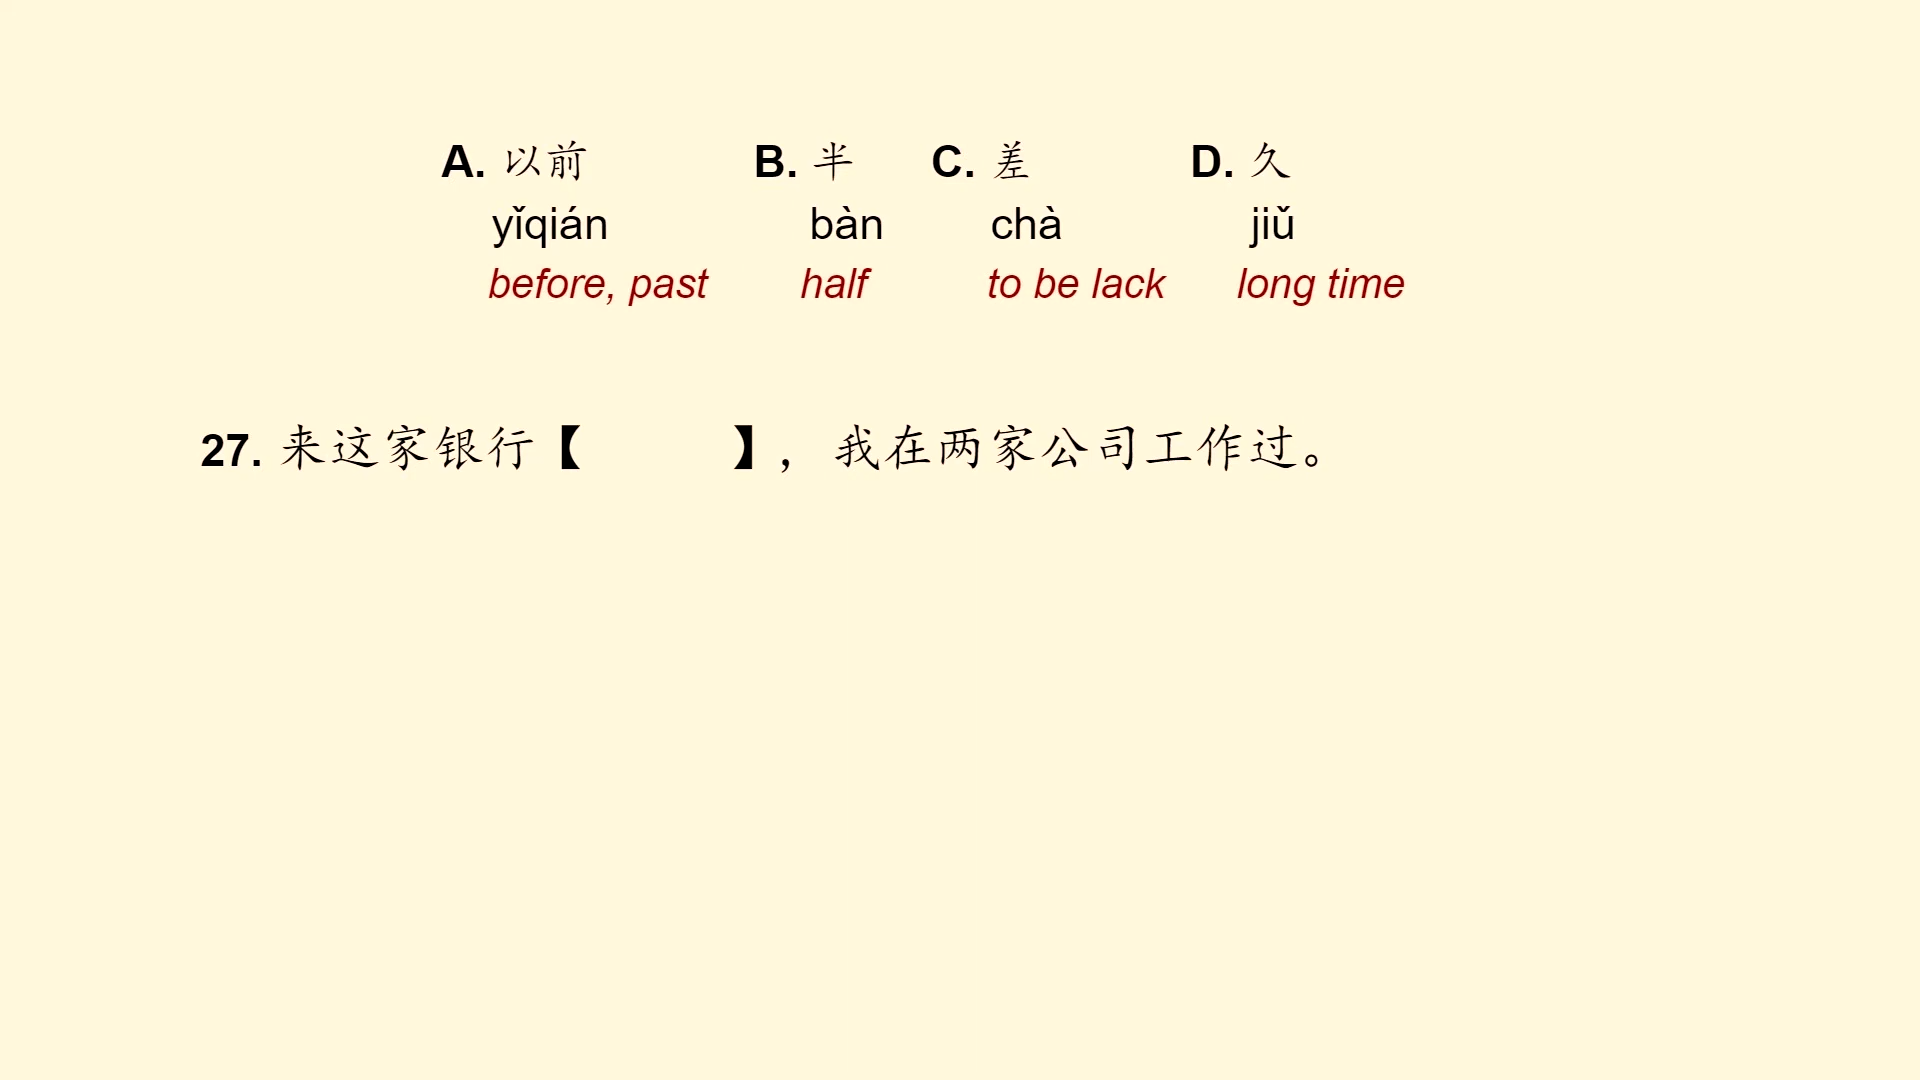 A. 以前 B. 半 C. 差 D. 久
yǐqián bàn chà jiǔ
before, past half to be lack long time
27. 来这家银行【 】，我在两家公司工作过。